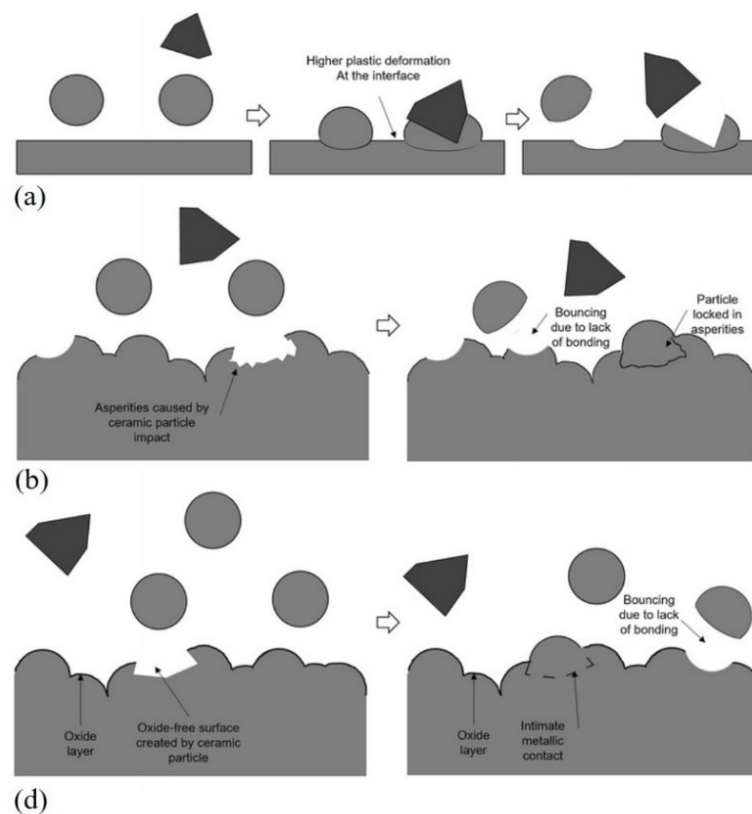 Higher plastic deformation
At the interface
(a)
Bouncing
due to lack
of bonding
Particle
locked in
asperities
Asperities caused by
ceramic particle
impact
(b)
Bouncing
due to lack
of bonding
Oxide
layer
Oxide-free surface
created by ceramic
particle
Oxide
layer
Intimate
metallic
contact
(d)